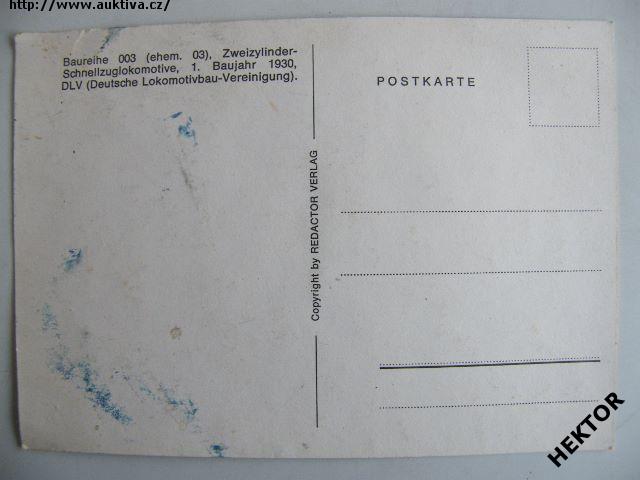 http://www.auktiva.cz/
Baureihe 003 (ehem. 03), Zweizylinder-
Schnellzuglokomotive, 1. Baujahr 1930,
DLV (Deutsche Lokomotivbau-Vereinigung).
POSTKARTE
Copyright by REDACTOR VERLAG
HEKTOR